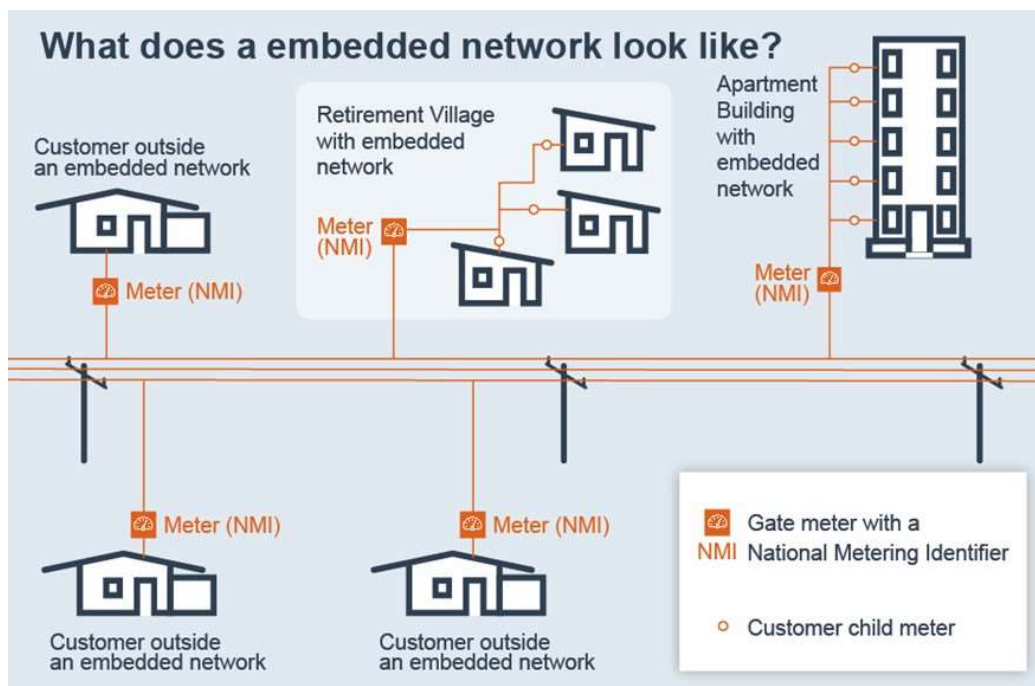 What does a embedded network look like?
Customer outside
an embedded network
Meter (NMI)
Retirement Village
with embedded
network
Meter
(NMI)
Apartment
Building
with
embedded
network
Meter
(NMI)
Meter (NMI)
Customer outside
an embedded network
Meter (NMI)
Customer outside
an embedded network
Gate meter with a
NMI National Metering Identifier
Customer child meter